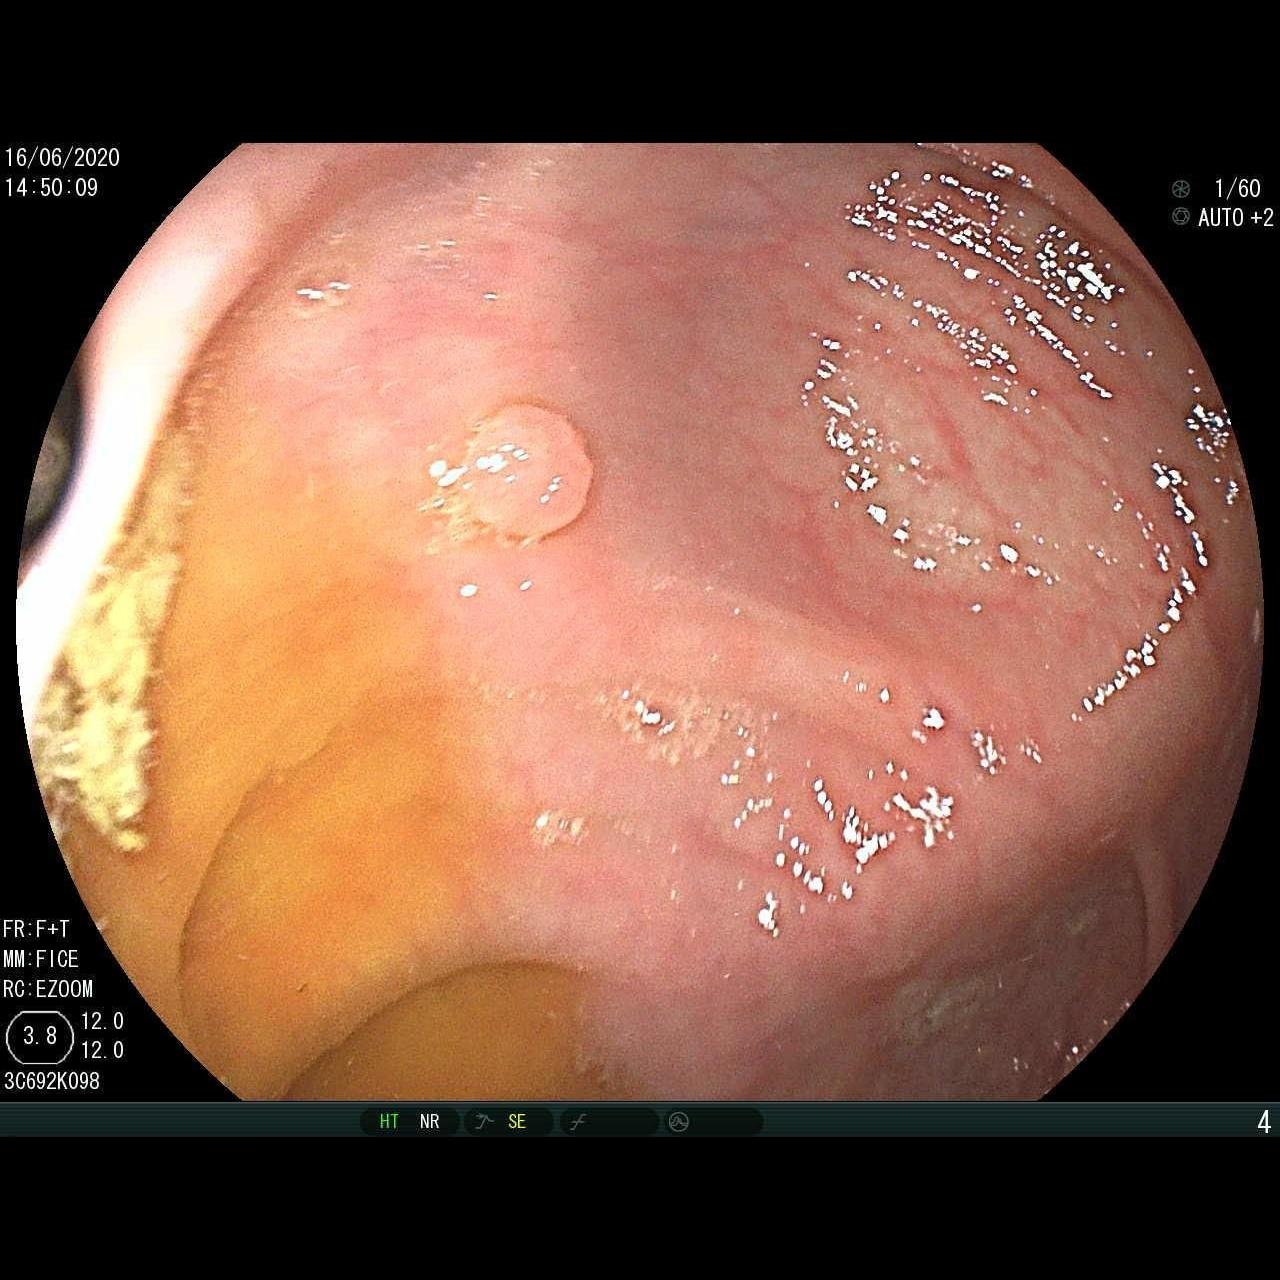 16/06/2020
14:50:09
1/60
AUTO +2
FR:F+T
MM:FICE
RC:EZOOM
3.8 12.0
12.0
3C692K098
HT NR SE 4